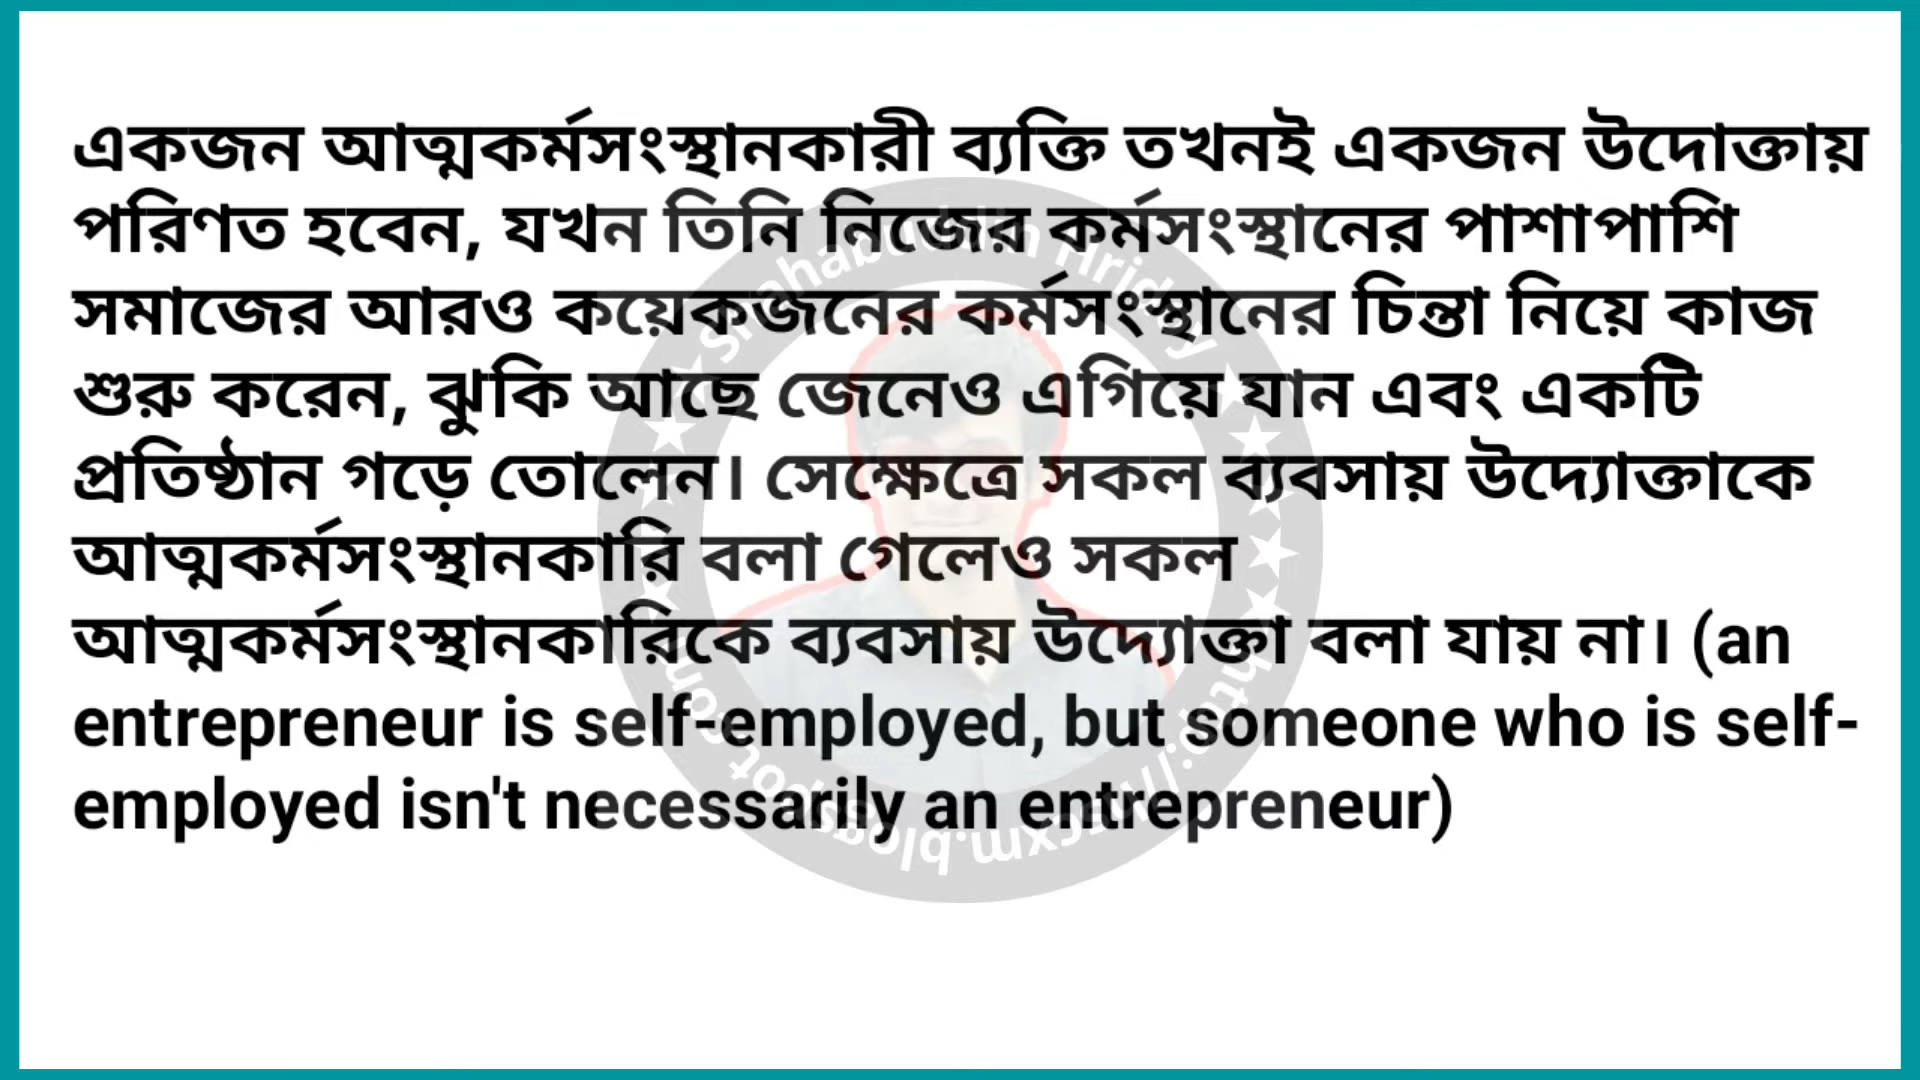 একজন আত্মকর্মসংস্থানকারী ব্যক্তি তখনই একজন উদোক্তায়
পরিণত হবেন, যখন তিনি নিজের কর্মসংস্থানের পাশাপাশি
সমাজের আরও কয়েকজনের কর্মসংস্থানের চিন্তা নিয়ে কাজ
শুরু করেন, ঝুকি আছে জেনেও এগিয়ে যান এবং একটি
প্রতিষ্ঠান গড়ে তোলেন। সেক্ষেত্রে সকল ব্যবসায় উদ্যোক্তাকে
আত্মকর্মসংস্থানকারি বলা গেলেও সকল
আত্মকর্মসংস্থানকারিকে ব্যবসায় উদ্যোক্তা বলা যায় না। (an
entrepreneur is self-employed, but someone who is self-
employed isn't necessarily an entrepreneur)
Shahabuddin Hriday